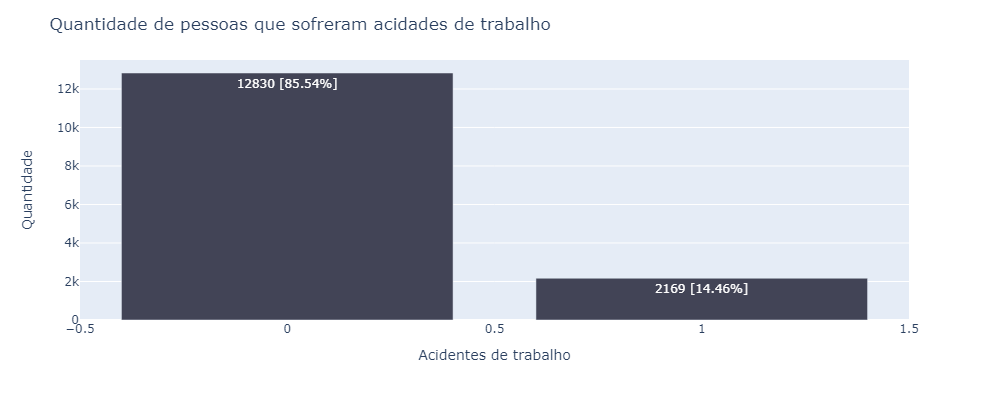 Quantidade de pessoas que sofreram acidades de trabalho
12k
10k
8k
6k
4k
2k
0
Quantidade
12830 [85.54%]
2169 [14.46%]
−0.5
0
0.5
1
1.5
Acidentes de trabalho